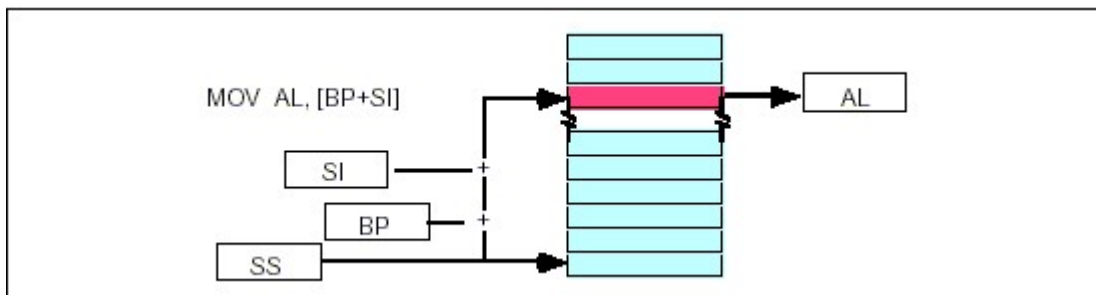 MOV AL, [BP+SI]
AL
SI
+
BP
+
SS